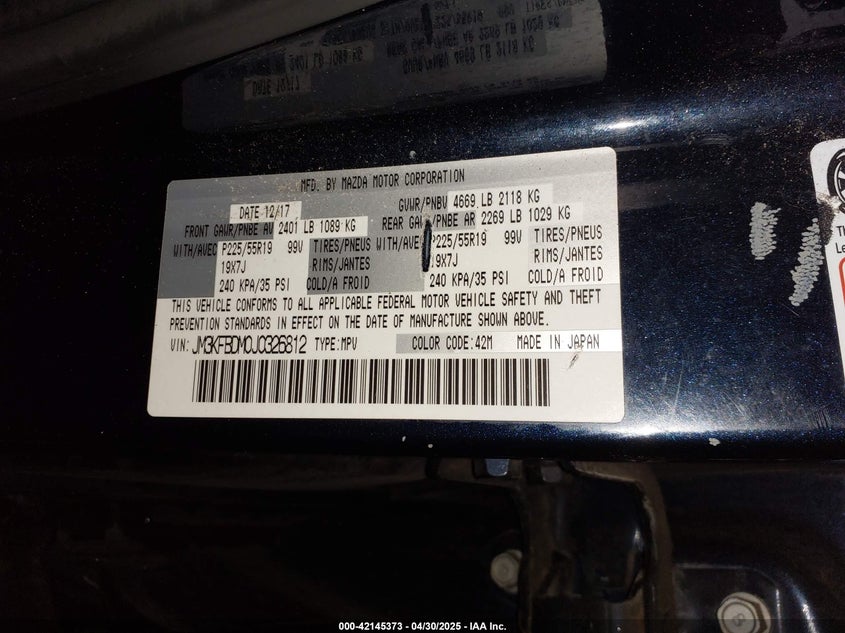 MFD. BY MAZDA MOTOR CORPORATION
DATE 12/17 GVWR/PNBV 4669 LB 2118 KG
FRONT GAWR/PNBE AV 2401 LB 1089 KG REAR GAWR/PNBE AR 2269 LB 1029 KG
WITH/AVEC P225/55R19 99V TIRES/PNEUS WITH/AVEC P225/55R19 99V TIRES/PNEUS
19X7J RIMS/JANTES 19X7J RIMS/JANTES
240 KPA/35 PSI COLD/A FROID 240 KPA/35 PSI COLD/A FROID
THIS VEHICLE CONFORMS TO ALL APPLICABLE FEDERAL MOTOR VEHICLE SAFETY AND THEFT
PREVENTION STANDARDS IN EFFECT ON THE DATE OF MANUFACTURE SHOWN ABOVE.
VIN: JM3KFBDM0J0325812 TYPE:MPV COLOR CODE:42M MADE IN JAPAN
000-42145373 - 04/30/2025 - IAA Inc.